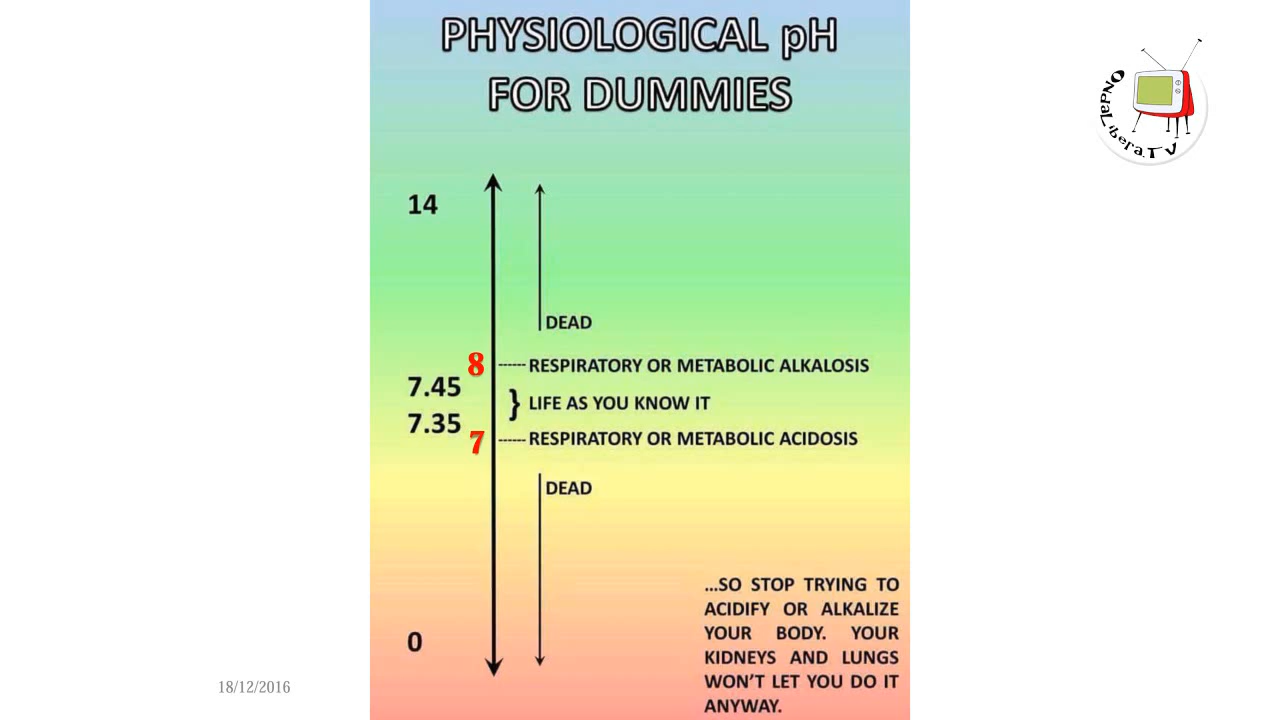 PHYSIOLOGICAL pH
FOR DUMMIES
OndaLibera.TV
14
DEAD
8 ------ RESPIRATORY OR METABOLIC ALKALOSIS
7.45
} LIFE AS YOU KNOW IT
7.35
7 ------ RESPIRATORY OR METABOLIC ACIDOSIS
DEAD
...SO STOP TRYING TO
ACIDIFY OR ALKALIZE
YOUR BODY. YOUR
KIDNEYS AND LUNGS
WON'T LET YOU DO IT
ANYWAY.
0
18/12/2016